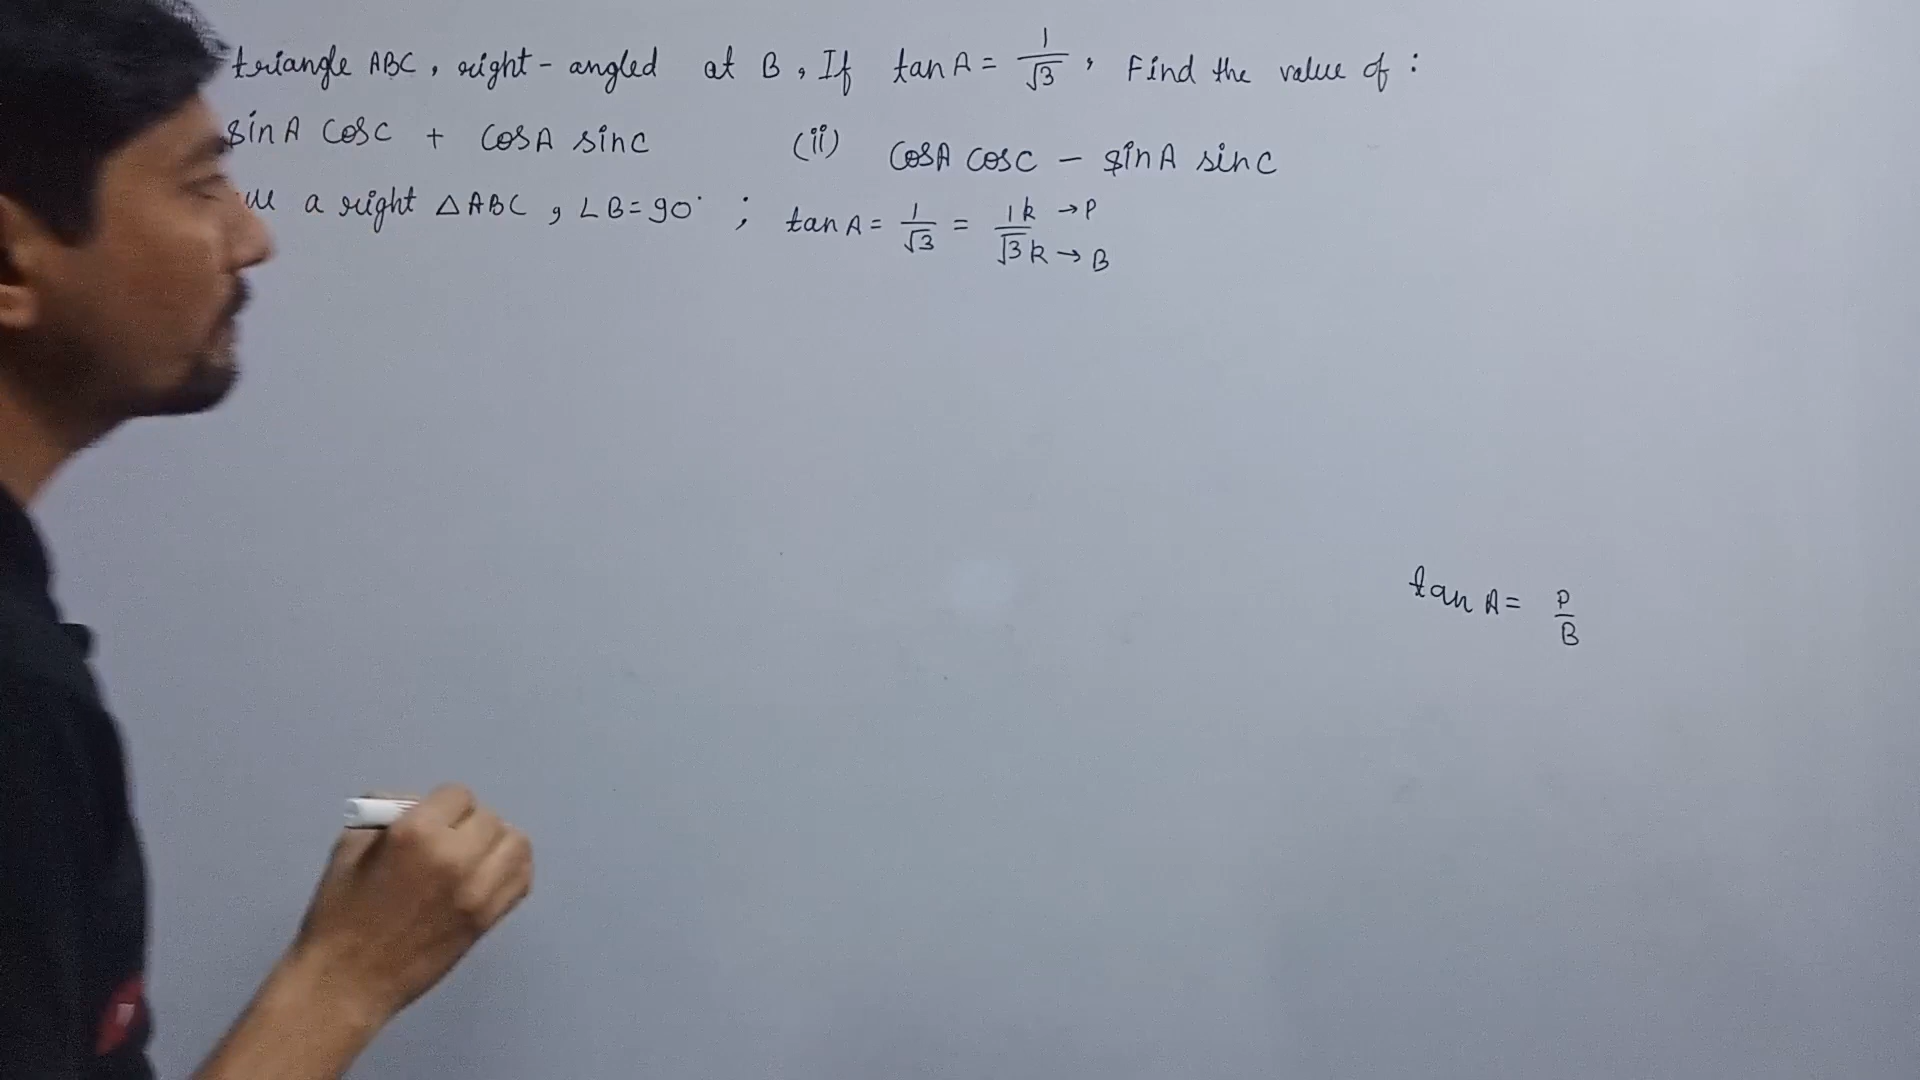 triangle ABC, right-angled at B, If tan A = 1/√3, Find the value of :
sin A cos C + cos A sin C (ii) cos A cos C - sin A sin C
a right △ABC, ∠B=90° ; tan A = 1/√3 = 1k/√3k →P →B
tan A = P/B